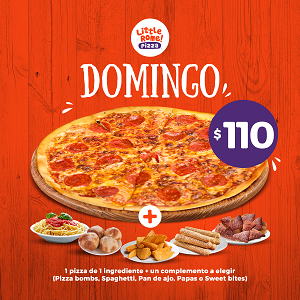 Little
Rome!
Pizza
DOMINGO
$110
+
1 pizza de 1 ingrediente + un complemento a elegir
(Pizza bombs, Spaghetti, Pan de ajo, Papas o Sweet bites)